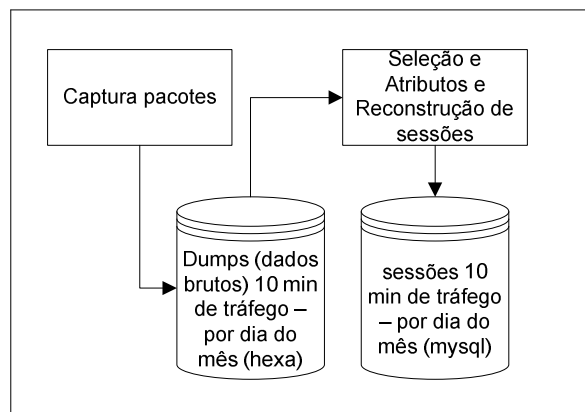 Captura pacotes
Seleção e
Atributos e
Reconstrução de
sessões
Dumps (dados
brutos) 10 min
de tráfego –
por dia do
mês (hexa)
sessões 10
min de tráfego
– por dia do
mês (mysql)